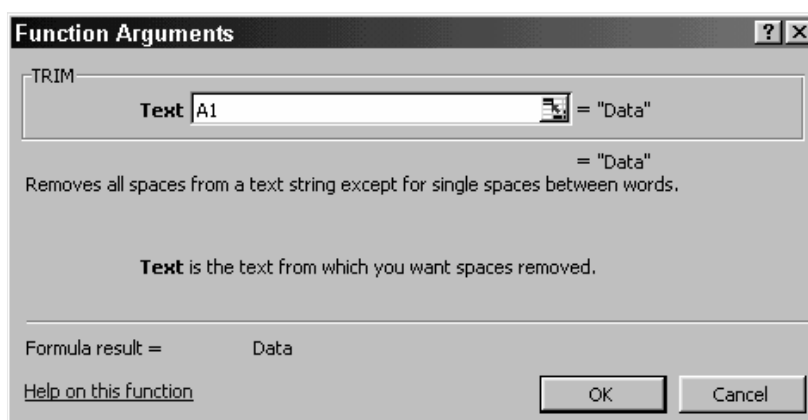 Function Arguments
TRIM
Text A1 = "Data"
= "Data"
Removes all spaces from a text string except for single spaces between words.
Text is the text from which you want spaces removed.
Formula result = Data
Help on this function OK Cancel